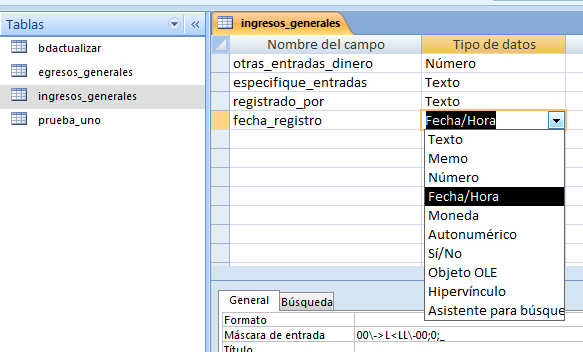 Tablas
bdactualizar
egresos_generales
ingresos_generales
prueba_uno
ingresos_generales
Nombre del campo Tipo de datos
otras_entradas_dinero Número
especifique_entradas Texto
registrado_por Texto
fecha_registro Fecha/Hora
Texto
Memo
Número
Fecha/Hora
Moneda
Autonumérico
Sí/No
Objeto OLE
Hipervínculo
Asistente para búsque
General Búsqueda
Formato
Máscara de entrada 00\->L<LL\-00;0;_
Título